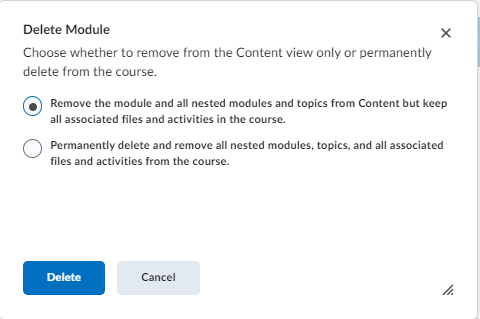 Delete Module
Choose whether to remove from the Content view only or permanently
delete from the course.
Remove the module and all nested modules and topics from Content but keep
all associated files and activities in the course.
Permanently delete and remove all nested modules, topics, and all associated
files and activities from the course.
Delete
Cancel